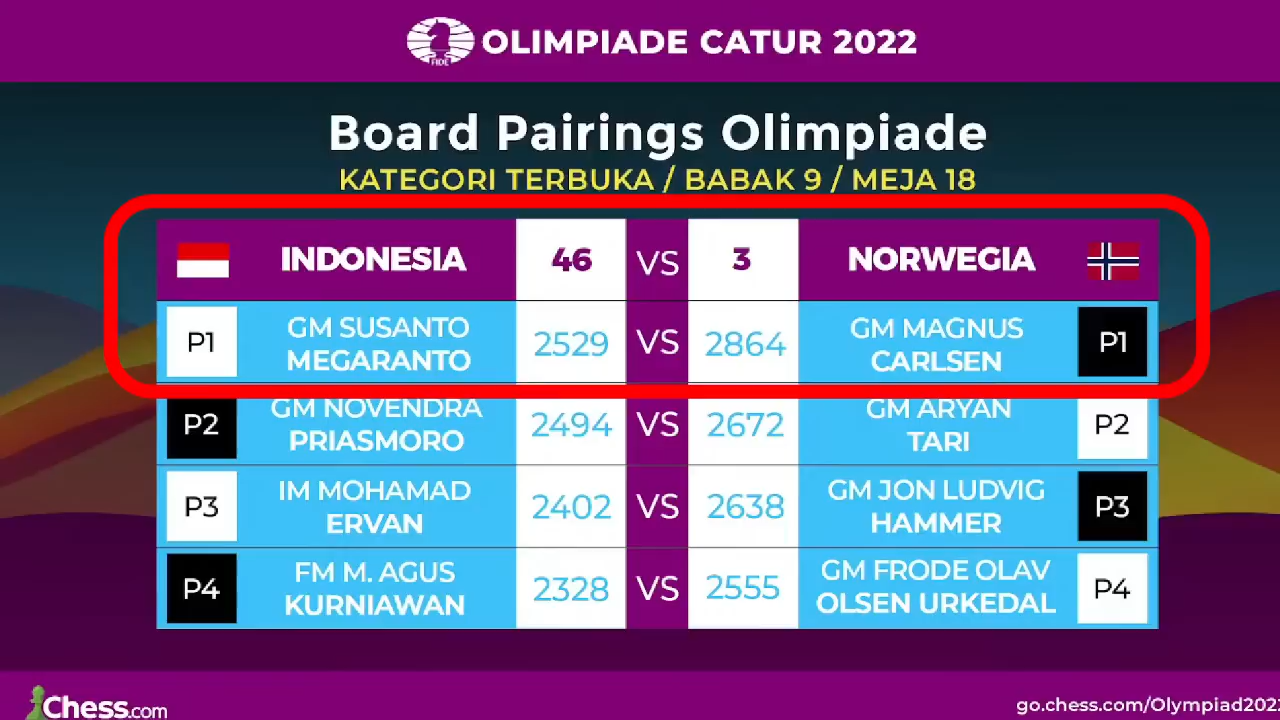 FIDE
OLIMPIADE CATUR 2022
Board Pairings Olimpiade
KATEGORI TERBUKA / BABAK 9 / MEJA 18
INDONESIA 46 VS 3 NORWEGIA
P1 GM SUSANTO MEGARANTO 2529 VS 2864 GM MAGNUS CARLSEN P1
P2 GM NOVENDRA PRIASMORO 2494 VS 2672 GM ARYAN TARI P2
P3 IM MOHAMAD ERVAN 2402 VS 2638 GM JON LUDVIG HAMMER P3
P4 FM M. AGUS KURNIAWAN 2328 VS 2555 GM FRODE OLAV OLSEN URKEDAL P4
Chess.com
go.chess.com/Olympiad202